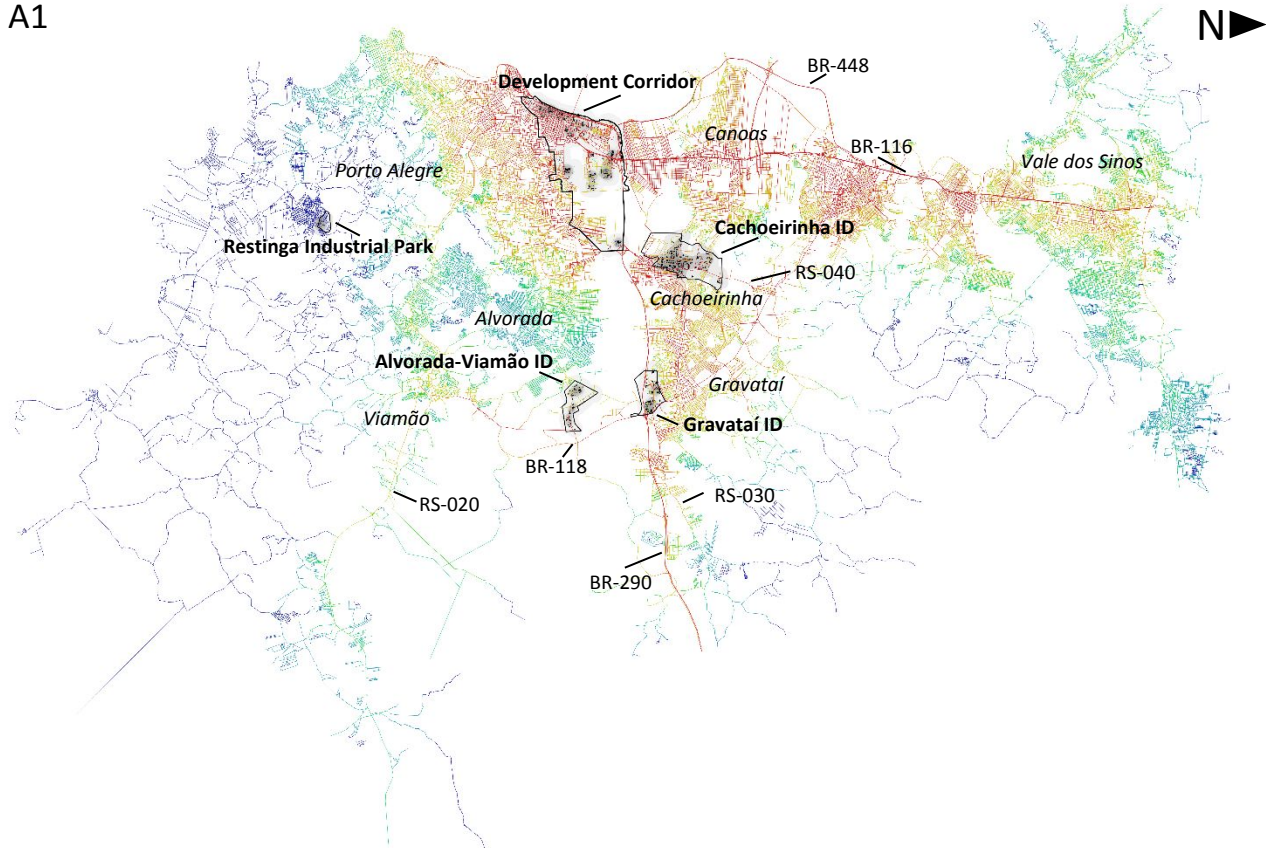 A1
N
BR-448
Development Corridor
Canoas
BR-116
Vale dos Sinos
Porto Alegre
Cachoeirinha ID
Restinga Industrial Park
RS-040
Cachoeirinha
Alvorada
Alvorada-Viamão ID
Gravataí
Viamão
Gravataí ID
BR-118
RS-020
RS-030
BR-290